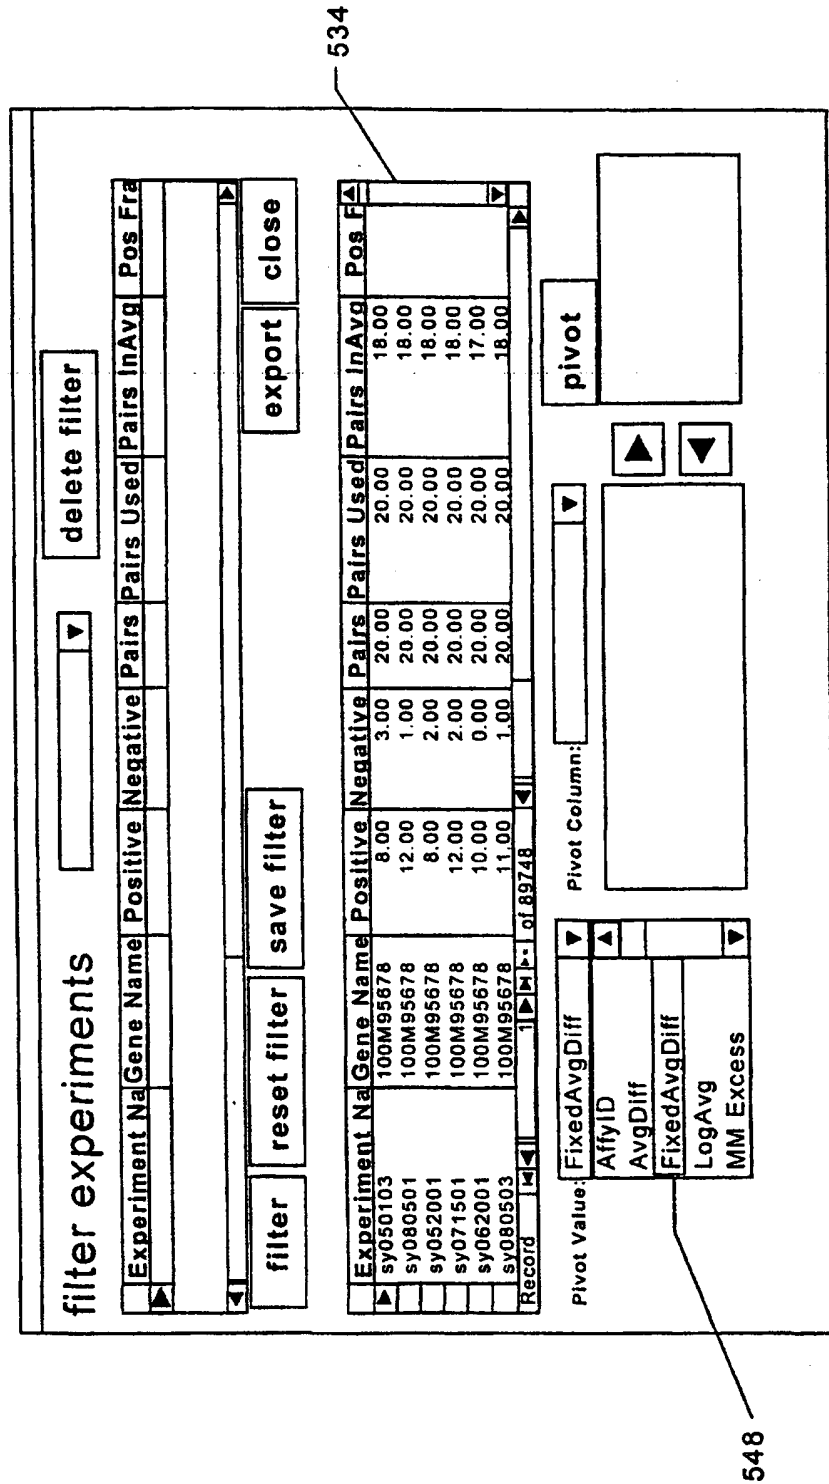 filter experiments
delete filter
Experiment Na Gene Name Positive Negative Pairs Pairs Used Pairs InAvg Pos Fra
filter reset filter save filter export close
534
Experiment Na Gene Name Positive Negative Pairs Pairs Used Pairs InAvg Pos F
sy050103 100M95678 8.00 3.00 20.00 20.00 18.00
sy080501 100M95678 12.00 1.00 20.00 20.00 18.00
sy052001 100M95678 8.00 2.00 20.00 20.00 18.00
sy071501 100M95678 12.00 2.00 20.00 20.00 18.00
sy062001 100M95678 10.00 0.00 20.00 20.00 17.00
sy080503 100M95678 11.00 1.00 20.00 20.00 18.00
Record 1 of 89748
Pivot Value: FixedAvgDiff
AffyID
AvgDiff
FixedAvgDiff
LogAvg
MM Excess
Pivot Column:
pivot
548